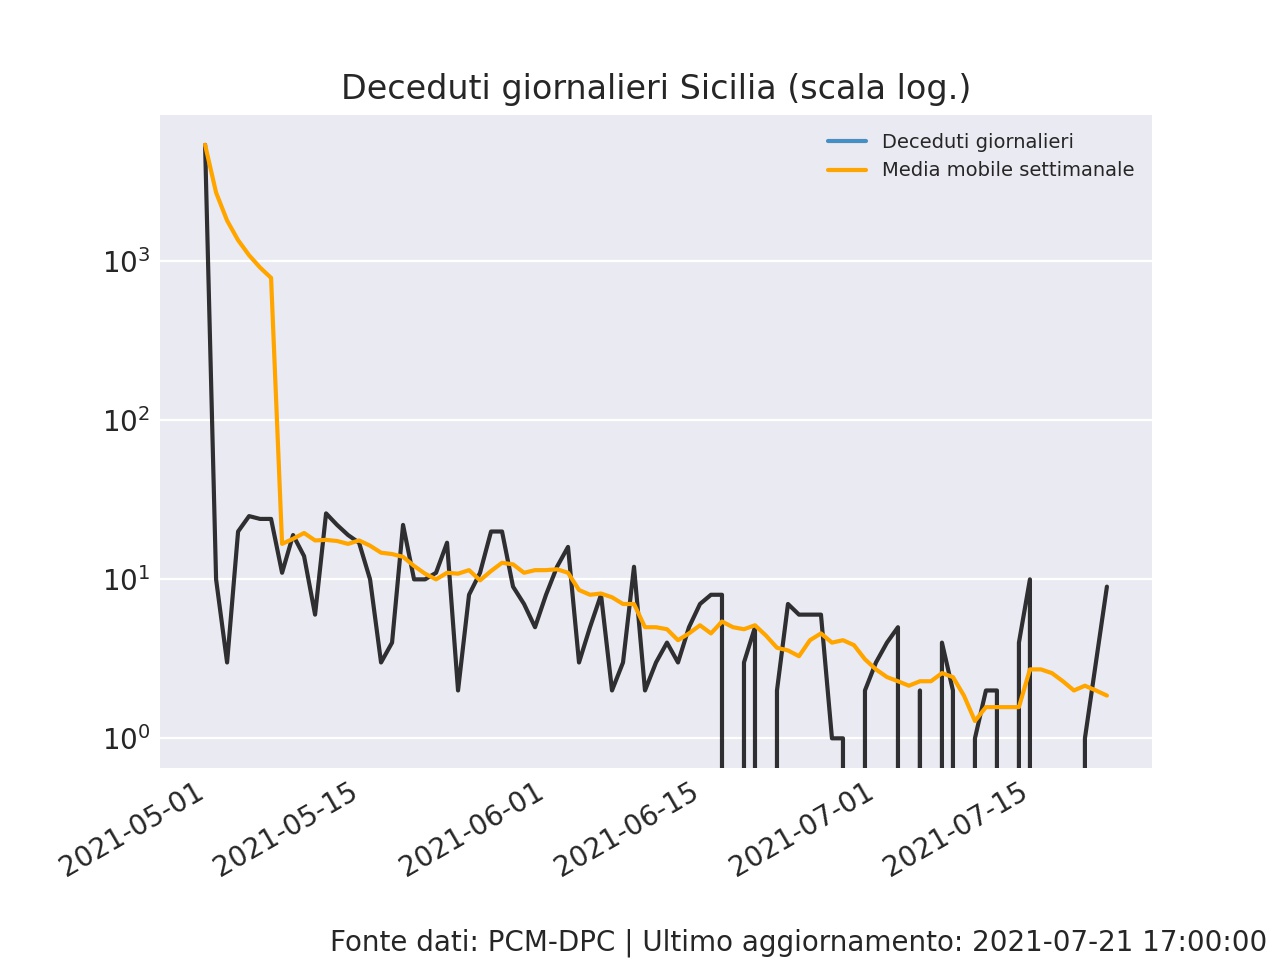 Deceduti giornalieri Sicilia (scala log.)
Deceduti giornalieri
Media mobile settimanale
10³
10²
10¹
10⁰
2021-05-01
2021-05-15
2021-06-01
2021-06-15
2021-07-01
2021-07-15
Fonte dati: PCM-DPC | Ultimo aggiornamento: 2021-07-21 17:00:00